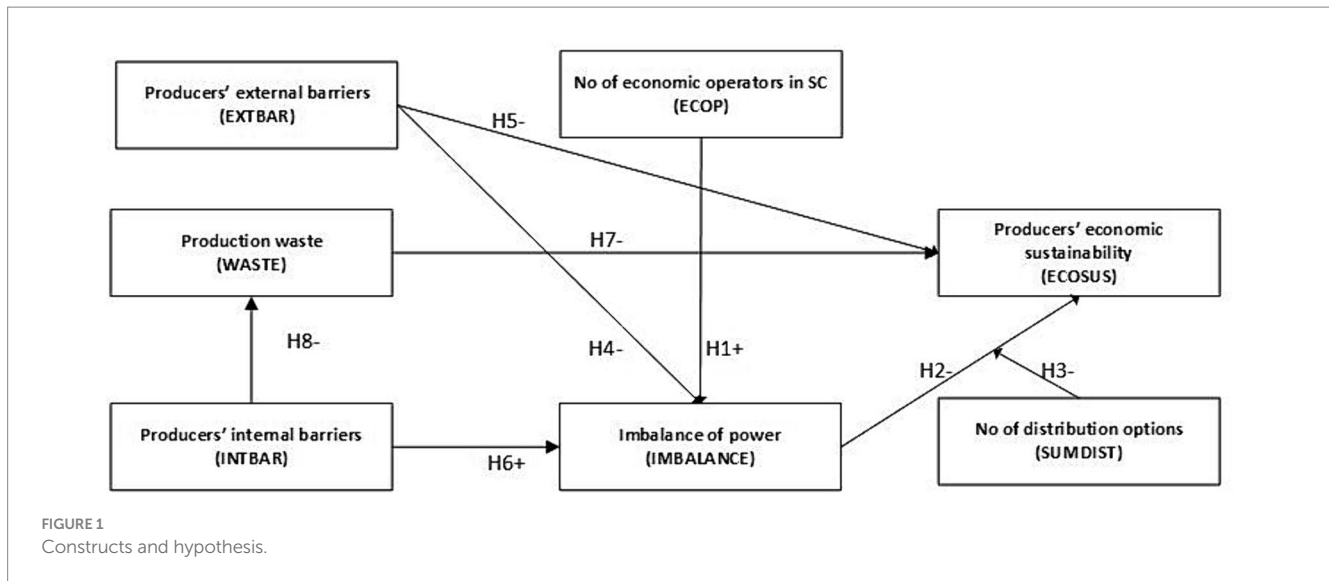 Producers' external barriers
(EXTBAR)
No of economic operators in SC
(ECOP)
H5-
Production waste
(WASTE)
H7-
Producers' economic
sustainability
(ECOSUS)
H8-
H4-
H1+
H2-
H3-
Producers' internal barriers
(INTBAR)
H6+
Imbalance of power
(IMBALANCE)
No of distribution options
(SUMDIST)
FIGURE 1
Constructs and hypothesis.